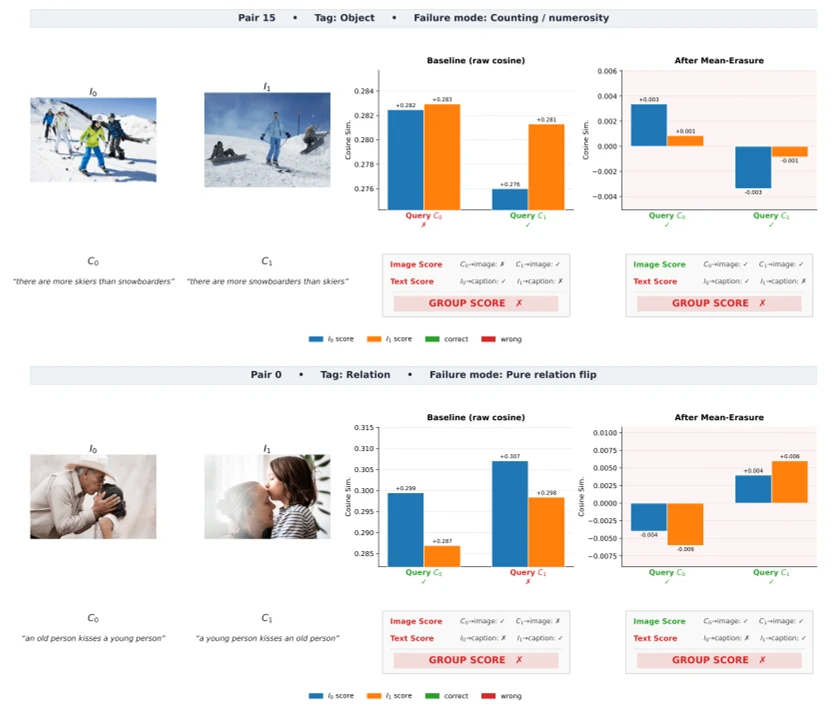 Pair 15 • Tag: Object • Failure mode: Counting / numerosity
I₀
I₁
Baseline (raw cosine)
Cosine Sim.
0.284
0.282
0.280
0.278
0.276
+0.282
+0.283
+0.276
+0.281
Query C₀
✗
Query C₁
✓
After Mean-Erasure
Cosine Sim.
0.006
0.004
0.002
0.000
−0.002
−0.004
+0.003
+0.001
-0.003
-0.001
Query C₀
✓
Query C₁
✓
C₀
"there are more skiers than snowboarders"
C₁
"there are more snowboarders than skiers"
Image Score C₀→image: ✗ C₁→image: ✓
Text Score I₀→caption: ✓ I₁→caption: ✗
GROUP SCORE ✗
Image Score C₀→image: ✓ C₁→image: ✓
Text Score I₀→caption: ✓ I₁→caption: ✗
GROUP SCORE ✗
I₀ score I₁ score correct wrong
Pair 0 • Tag: Relation • Failure mode: Pure relation flip
I₀
I₁
Baseline (raw cosine)
Cosine Sim.
0.315
0.310
0.305
0.300
0.295
0.290
0.285
+0.299
+0.287
+0.307
+0.298
Query C₀
✓
Query C₁
✗
After Mean-Erasure
Cosine Sim.
0.0100
0.0075
0.0050
0.0025
0.0000
−0.0025
−0.0050
−0.0075
-0.004
-0.006
+0.004
+0.006
Query C₀
✓
Query C₁
✓
C₀
"an old person kisses a young person"
C₁
"a young person kisses an old person"
Image Score C₀→image: ✓ C₁→image: ✗
Text Score I₀→caption: ✗ I₁→caption: ✓
GROUP SCORE ✗
Image Score C₀→image: ✓ C₁→image: ✓
Text Score I₀→caption: ✗ I₁→caption: ✓
GROUP SCORE ✗
I₀ score I₁ score correct wrong